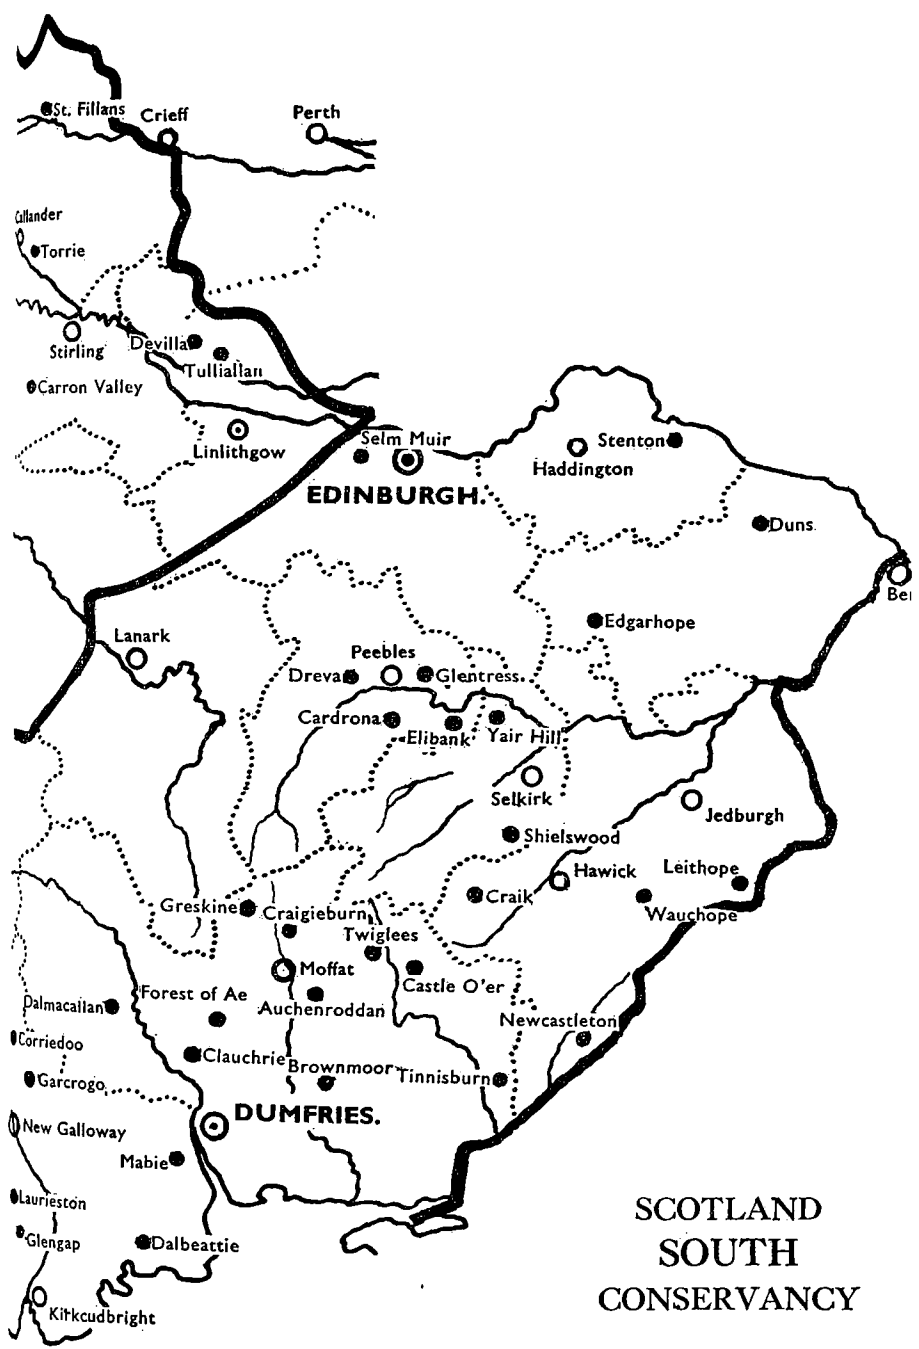 St. Fillans
Crieff
Perth
Callander
Torrie
Stirling
Devilla
Tulliallan
Carron Valley
Linlithgow
Selm Muir
EDINBURGH.
Haddington
Stenton
Duns.
Ber
Edgarhope
Lanark
Peebles
Dreva
Glentress
Cardrona
Elibank
Yair Hill
Selkirk
Jedburgh
Shielswood
Hawick
Leithope
Craik
Wauchope
Greskine
Craigieburn
Twiglees
Moffat
Castle O'er
Dalmacallan
Forest of Ae
Auchenroddan
Newcastleton
Corriedoo
Clauchrie
Brownmoor
Tinnisburn
Garcrogo
DUMFRIES.
New Galloway
Mabie
Laurieston
Glengap
Dalbeattie
Kirkcudbright
SCOTLAND
SOUTH
CONSERVANCY